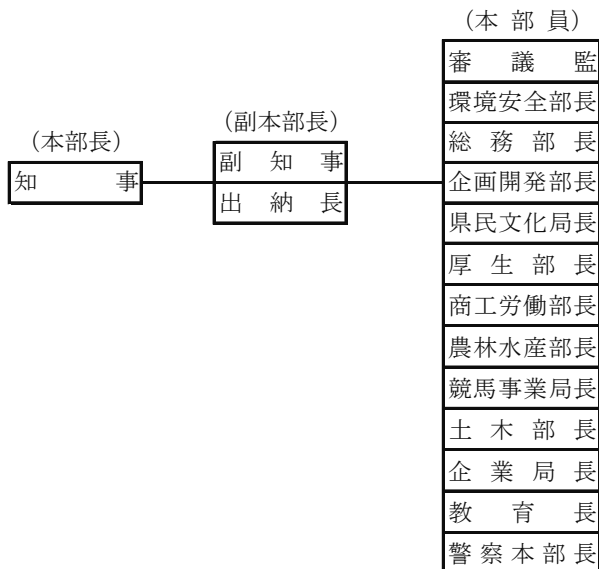 （本部長）
知事
（副本部長）
副知事
出納長
（本部員）
審議監
環境安全部長
総務部長
企画開発部長
県民文化局長
厚生部長
商工労働部長
農林水産部長
競馬事業局長
土木部長
企業局長
教育長
警察本部長